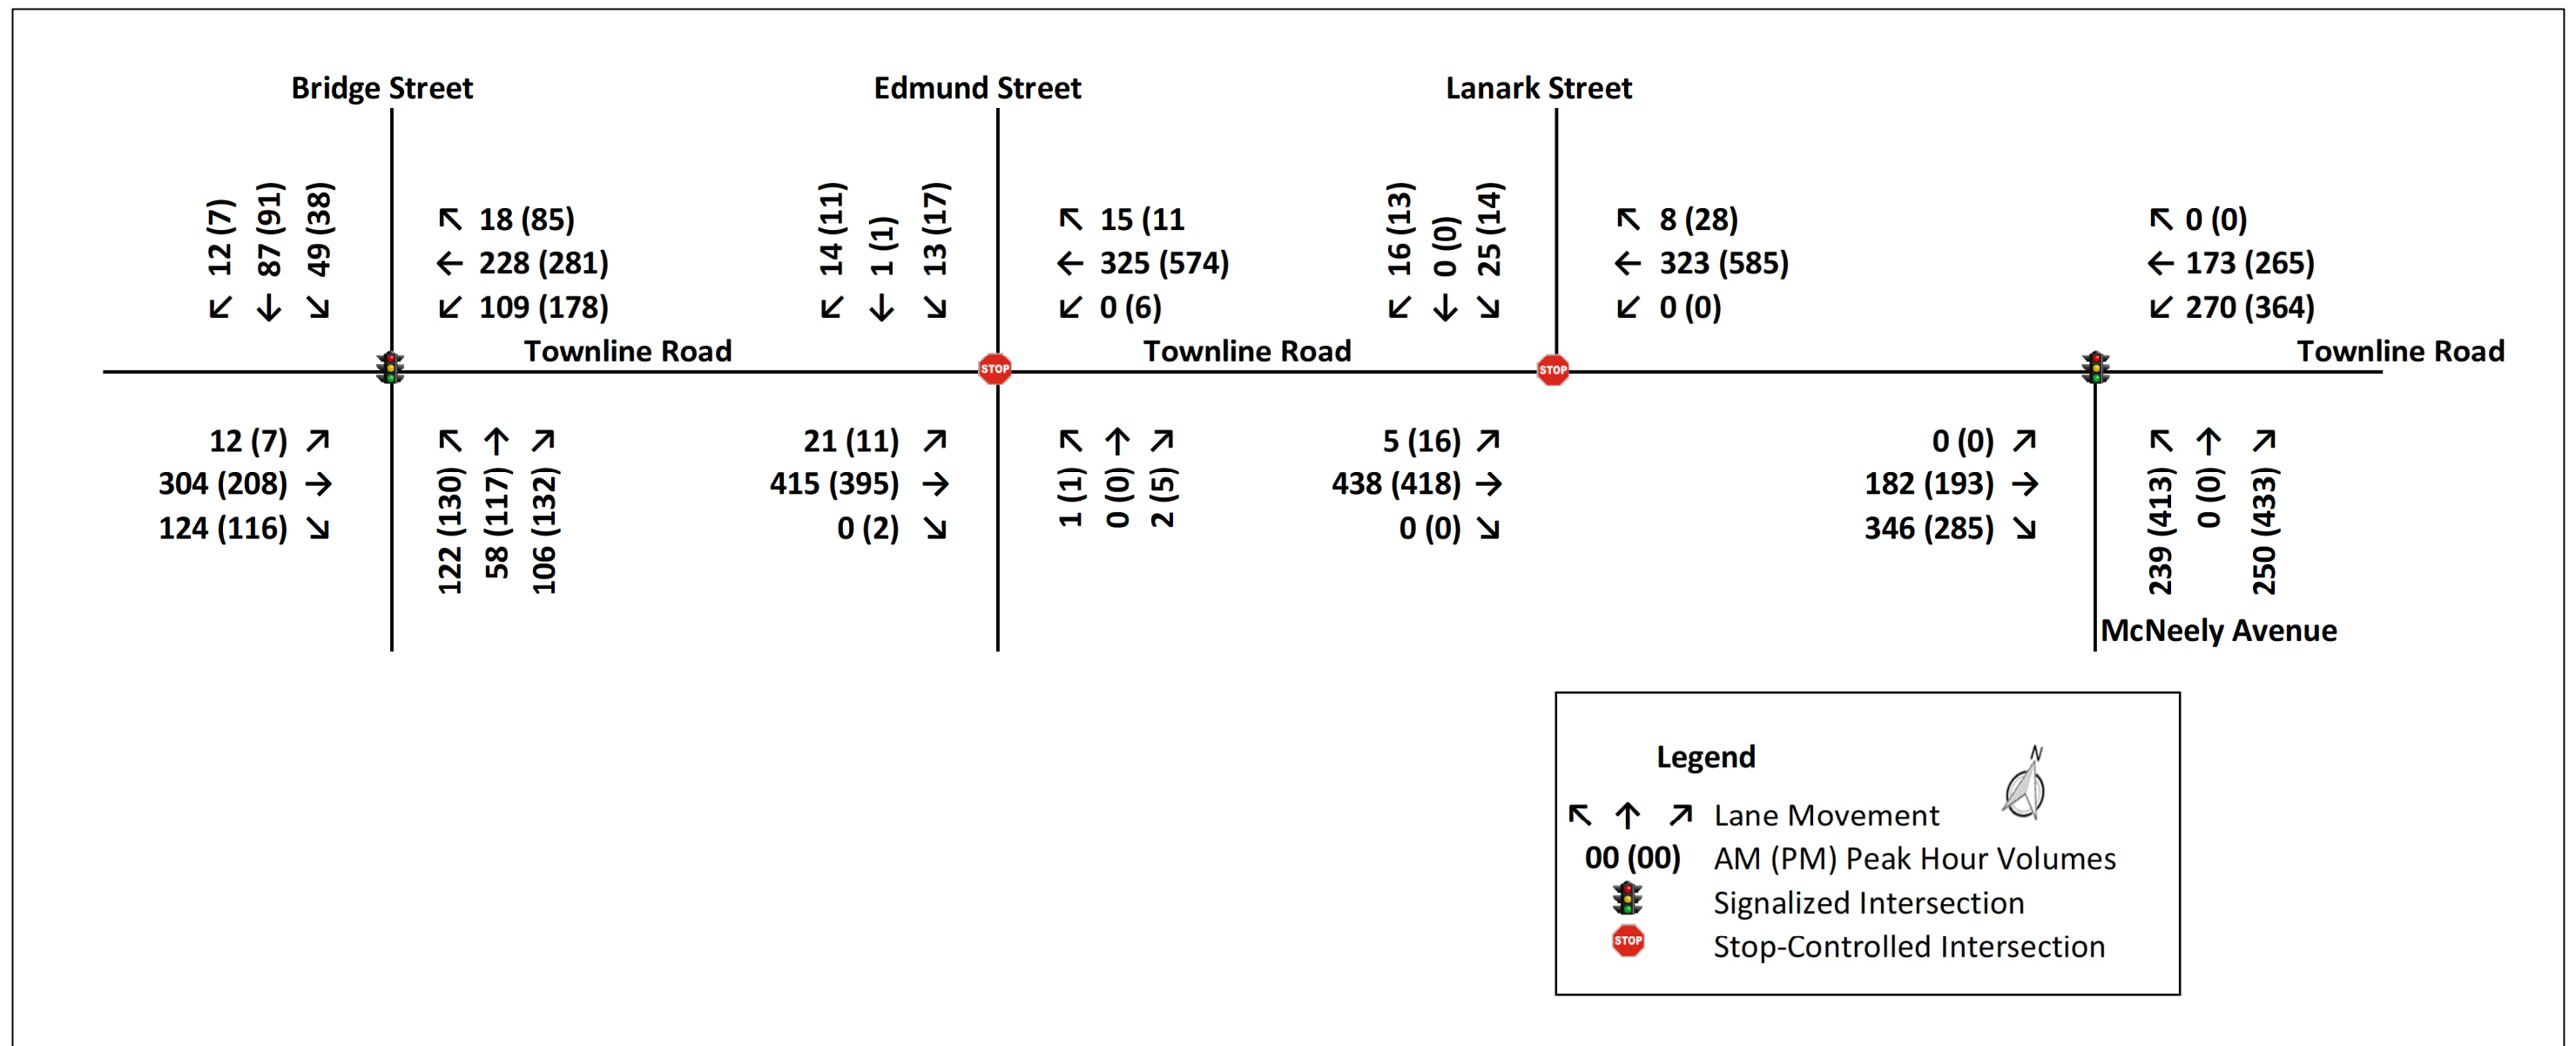 Bridge Street
Edmund Street
Lanark Street
12 (7)
87 (91)
49 (38)
18 (85)
228 (281)
109 (178)
14 (11)
1 (1)
13 (17)
15 (11
325 (574)
0 (6)
16 (13)
0 (0)
25 (14)
8 (28)
323 (585)
0 (0)
0 (0)
173 (265)
270 (364)
Townline Road
Townline Road
Townline Road
STOP
STOP
12 (7)
304 (208)
124 (116)
122 (130)
58 (117)
106 (132)
21 (11)
415 (395)
0 (2)
1 (1)
0 (0)
2 (5)
5 (16)
438 (418)
0 (0)
0 (0)
182 (193)
346 (285)
239 (413)
0 (0)
250 (433)
McNeely Avenue
Legend
N
Lane Movement
00 (00) AM (PM) Peak Hour Volumes
Signalized Intersection
STOP Stop-Controlled Intersection